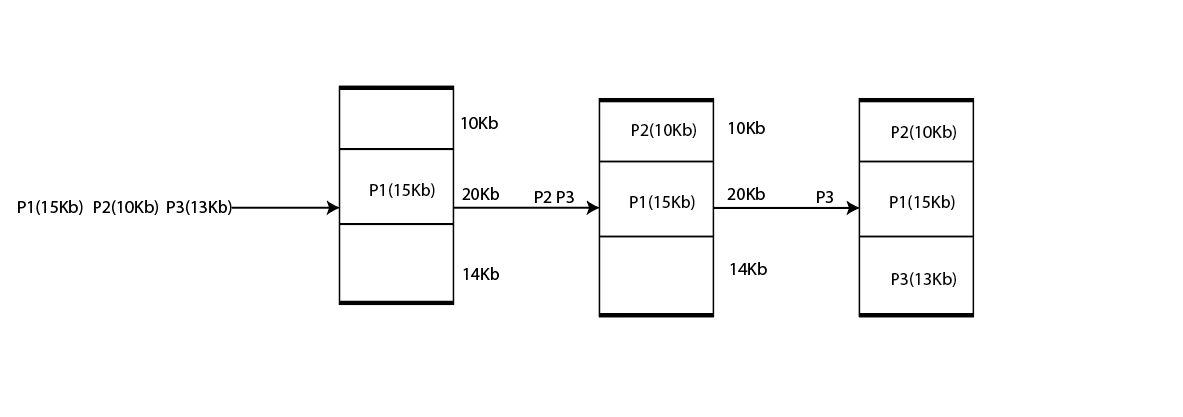 P1(15Kb) P2(10Kb) P3(13Kb)
10Kb
P1(15Kb)
20Kb
14Kb
P2 P3
P2(10Kb)
10Kb
P1(15Kb)
20Kb
14Kb
P3
P2(10Kb)
P1(15Kb)
P3(13Kb)